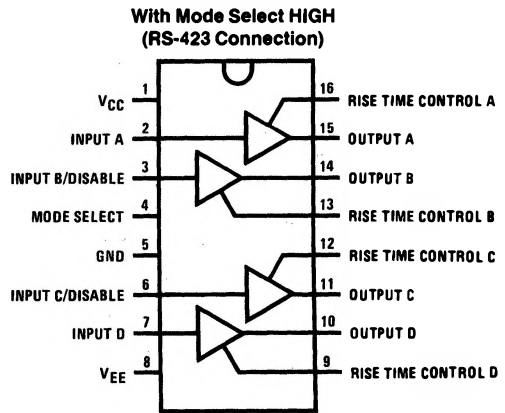 With Mode Select HIGH
(RS-423 Connection)
VCC 1
16 RISE TIME CONTROL A
INPUT A 2
15 OUTPUT A
INPUT B/DISABLE 3
14 OUTPUT B
MODE SELECT 4
13 RISE TIME CONTROL B
GND 5
12 RISE TIME CONTROL C
INPUT C/DISABLE 6
11 OUTPUT C
INPUT D 7
10 OUTPUT D
VEE 8
9 RISE TIME CONTROL D